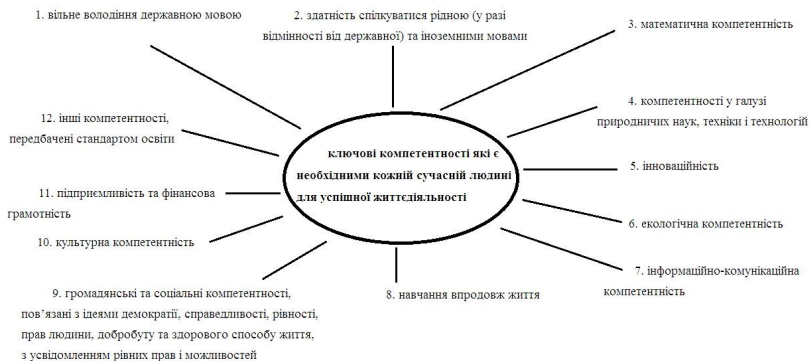 1. вільне володіння державною мовою
2. здатність спілкуватися рідною (у разі
відмінності від державної) та іноземними мовами
3. математична компетентність
4. компетентності у галузі
природничих наук, техніки і технологій
5. інноваційність
6. екологічна компетентність
7. інформаційно-комунікаційна
компетентність
8. навчання впродовж життя
9. громадянські та соціальні компетентності,
пов’язані з ідеями демократії, справедливості, рівності,
прав людини, добробуту та здорового способу життя,
з усвідомленням рівних прав і можливостей
10. культурна компетентність
11. підприємливість та фінансова
грамотність
12. інші компетентності,
передбачені стандартом освіти
ключові компетентності які є
необхідними кожній сучасній людині
для успішної життєдіяльності